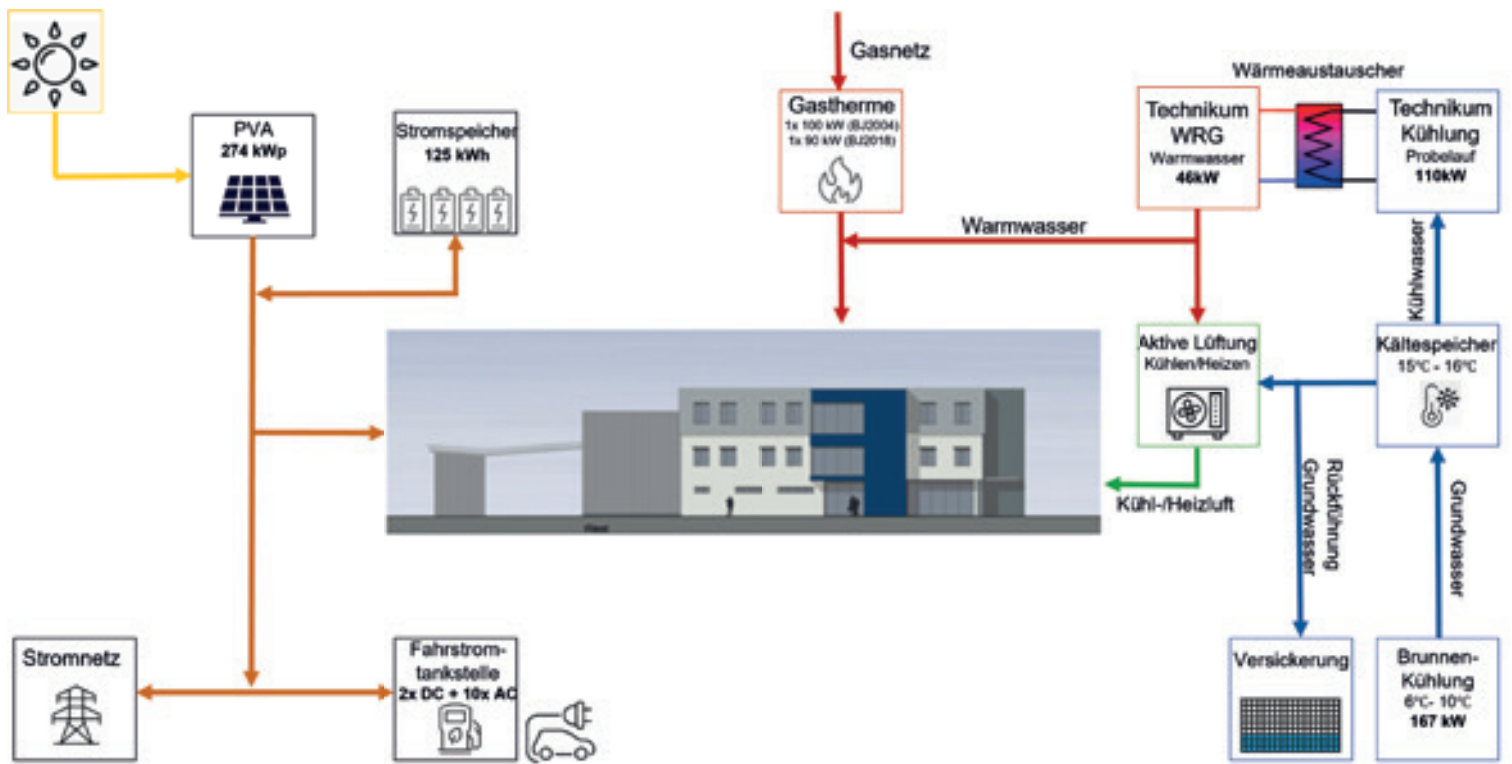 Gasnetz
Wärmeaustauscher
PVA
274 kWp
Stromspeicher
125 kWh
Gastherme
1x 100 kW (BJ2004)
1x 90 kW (BJ2018)
Technikum
WRG
Warmwasser
46kW
Technikum
Kühlung
Probelauf
110kW
Warmwasser
Kühlwasser
Aktive Lüftung
Kühlen/Heizen
Kältespeicher
15°C - 16°C
Kühl-/Heizluft
Rückführung
Grundwasser
Grundwasser
Stromnetz
Fahrstrom-
tankstelle
2x DC + 10x AC
Versickerung
Brunnen-
Kühlung
6°C- 10°C
167 kW